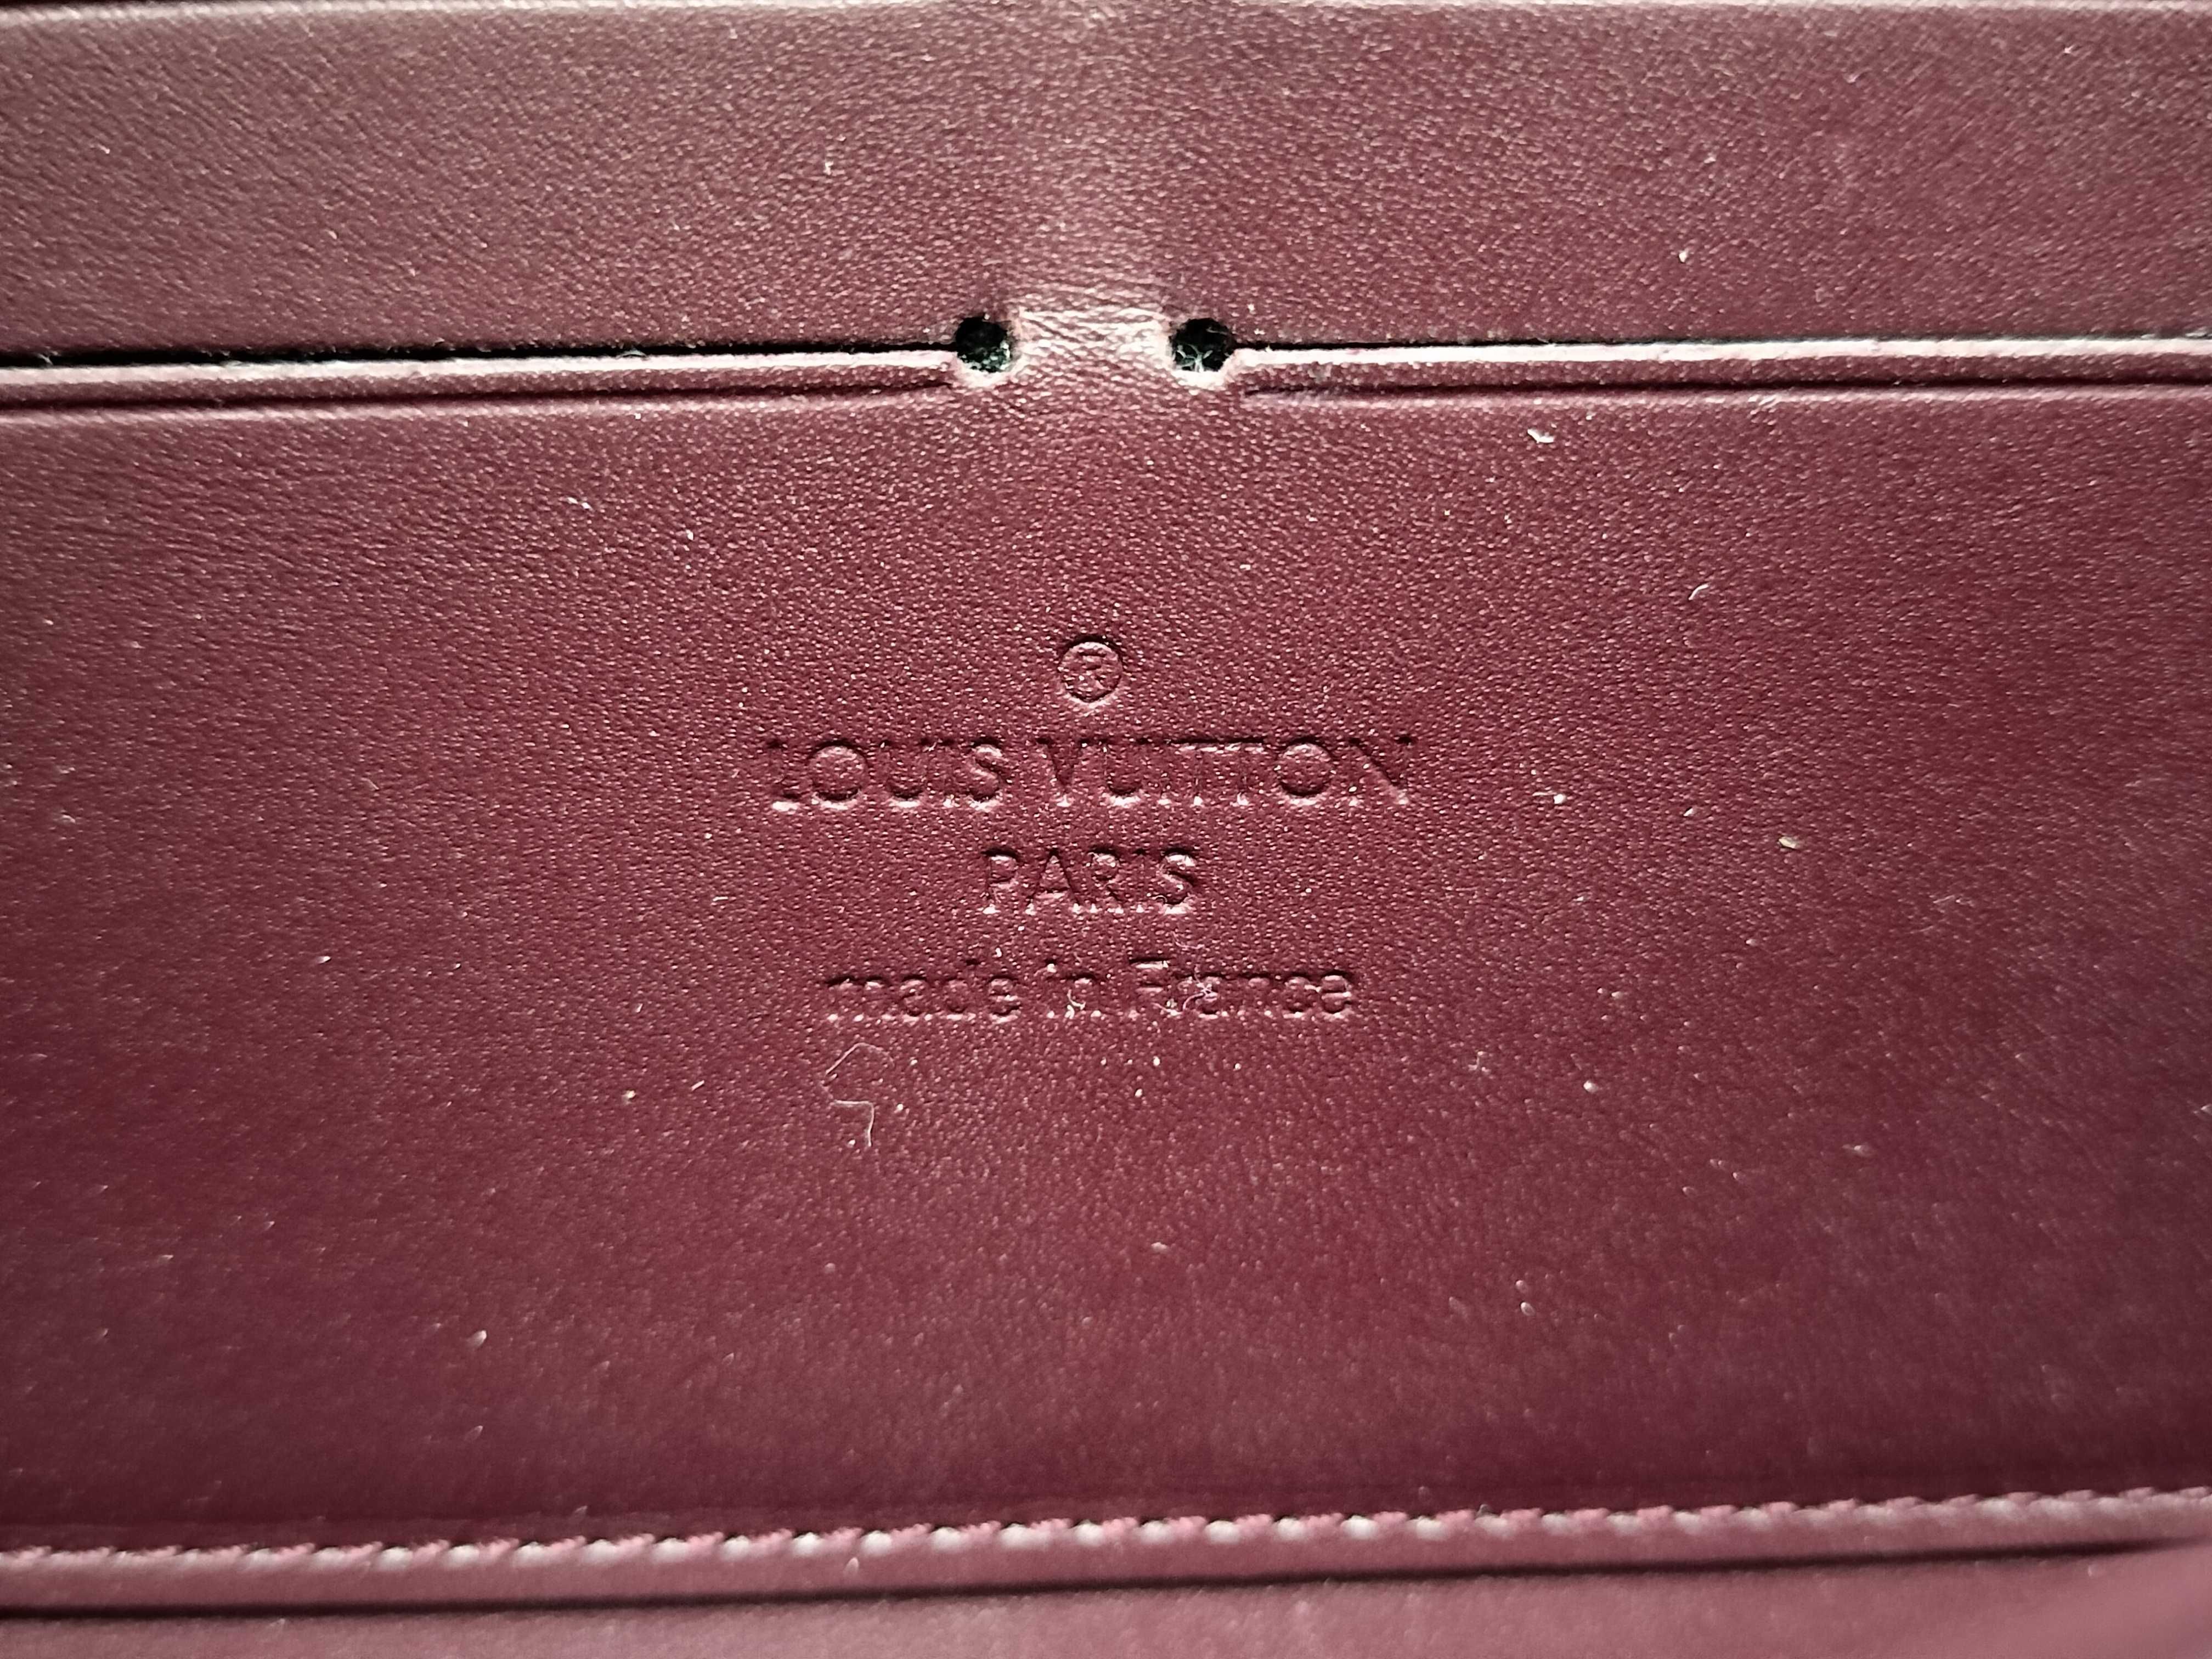 ®
LOUIS VUITTON
PARIS
made in France